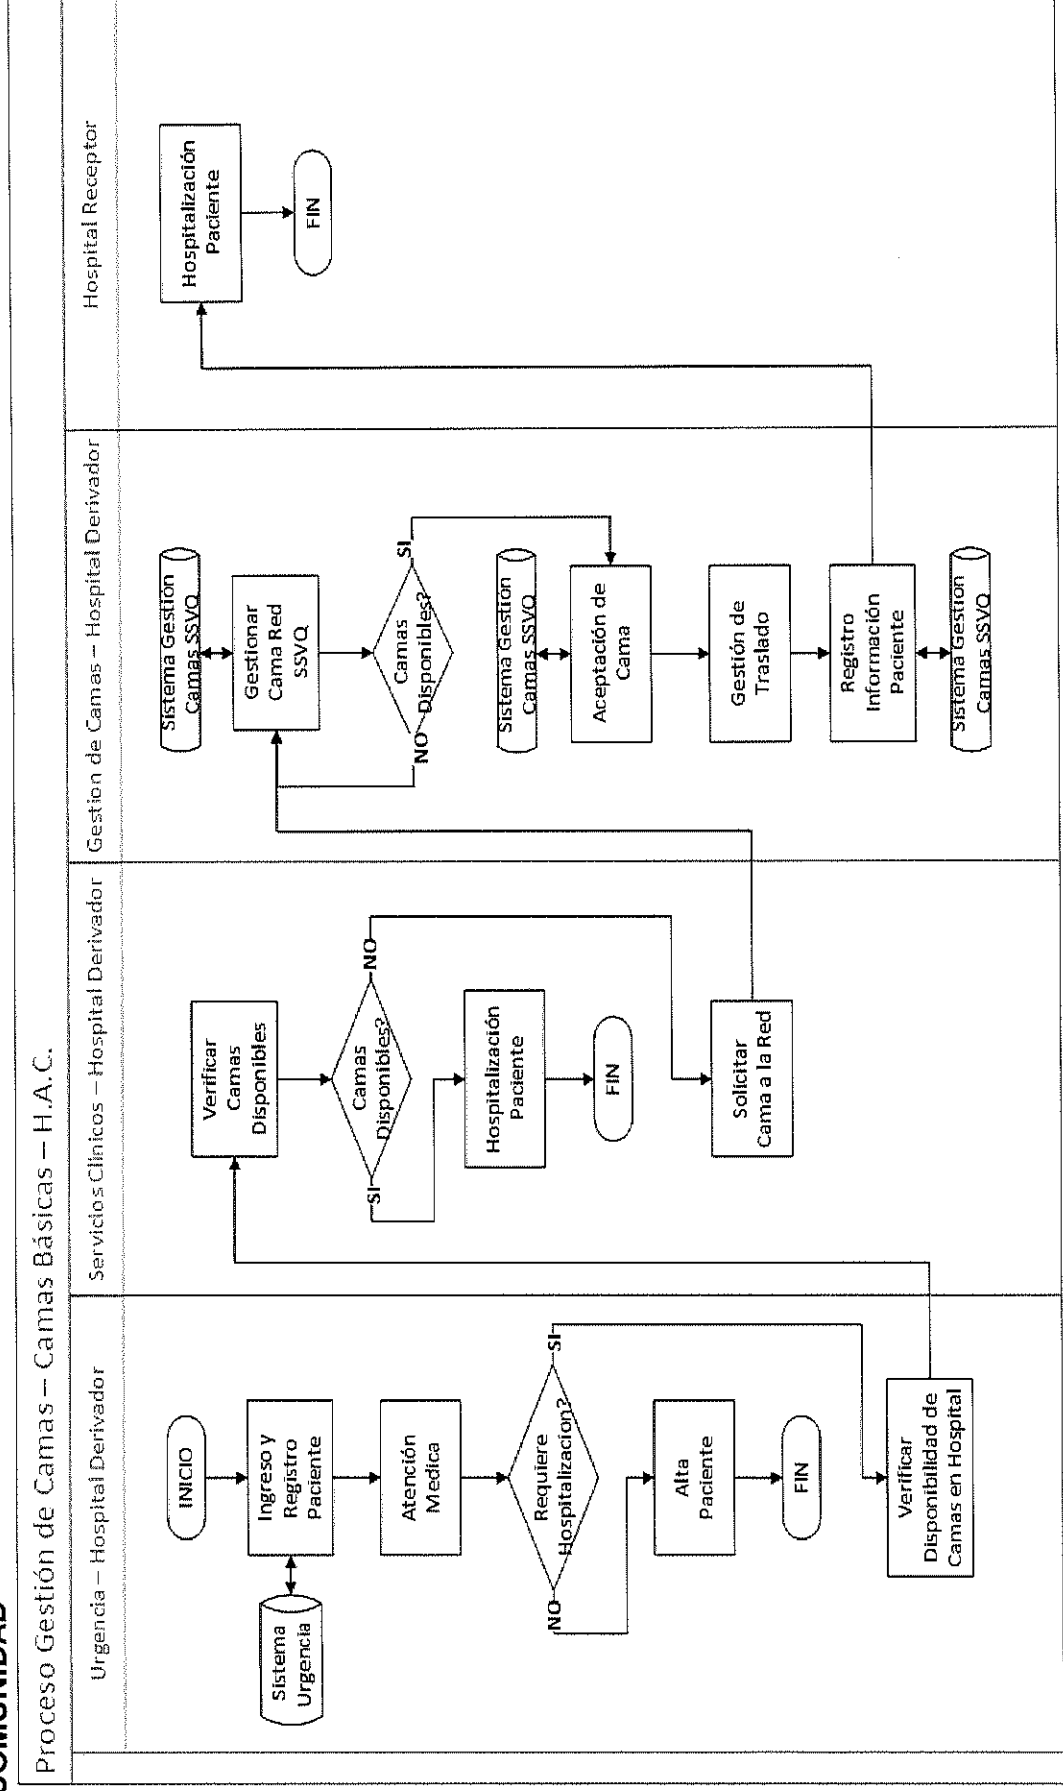 OMUNIDAD
Proceso Gestión de Camas – Camas Básicas – H.A.C.
Urgencia – Hospital Derivador
Servicios Clínicos – Hospital Derivador
Gestion de Camas – Hospital Derivador
Hospital Receptor
INICIO
Sistema
Urgencia
Ingreso y
Registro
Paciente
Atención
Medica
Requiere
Hospitalizacion?
NO
SI
Alta
Paciente
FIN
Verificar
Disponibilidad de
Camas en Hospital
Verificar
Camas
Disponibles
Camas
Disponibles?
SI
NO
Hospitalización
Paciente
FIN
Solicitar
Cama a la Red
Sistema Gestión
Camas SSVQ
Gestionar
Cama Red
SSVQ
Camas
Disponibles?
NO
SI
Sistema Gestión
Camas SSVQ
Aceptación de
Cama
Gestión de
Traslado
Registro
Información
Paciente
Sistema Gestión
Camas SSVQ
Hospitalización
Paciente
FIN